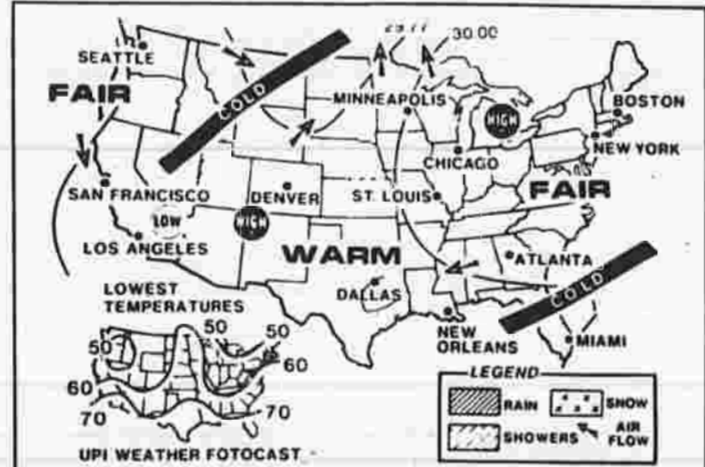 30.00
SEATTLE
FAIR
COLD
MINNEAPOLIS
HIGH
BOSTON
NEW YORK
CHICAGO
SAN FRANCISCO
DENVER
ST. LOUIS
FAIR
LOW
HIGH
LOS ANGELES
WARM
ATLANTA
LOWEST
TEMPERATURES
DALLAS
COLD
NEW
ORLEANS
MIAMI
50
50
50
60
60
70
70
LEGEND
RAIN
SNOW
SHOWERS
AIR
FLOW
UPI WEATHER FOTOCAST